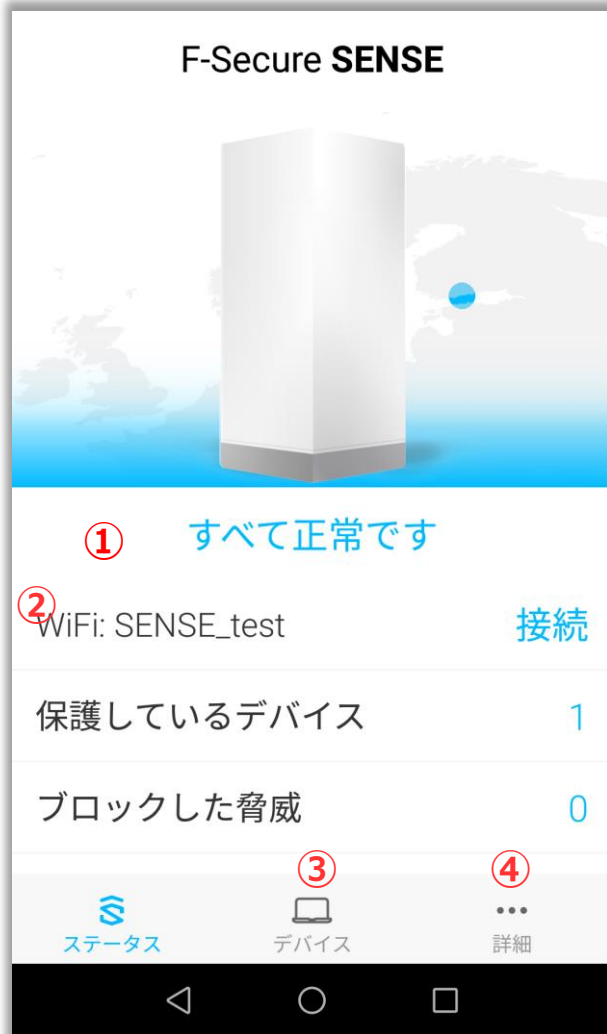 F-Secure SENSE
① すべて正常です
②
WiFi: SENSE_test 接続
保護しているデバイス 1
ブロックした脅威 0
③ ④
ステータス デバイス 詳細